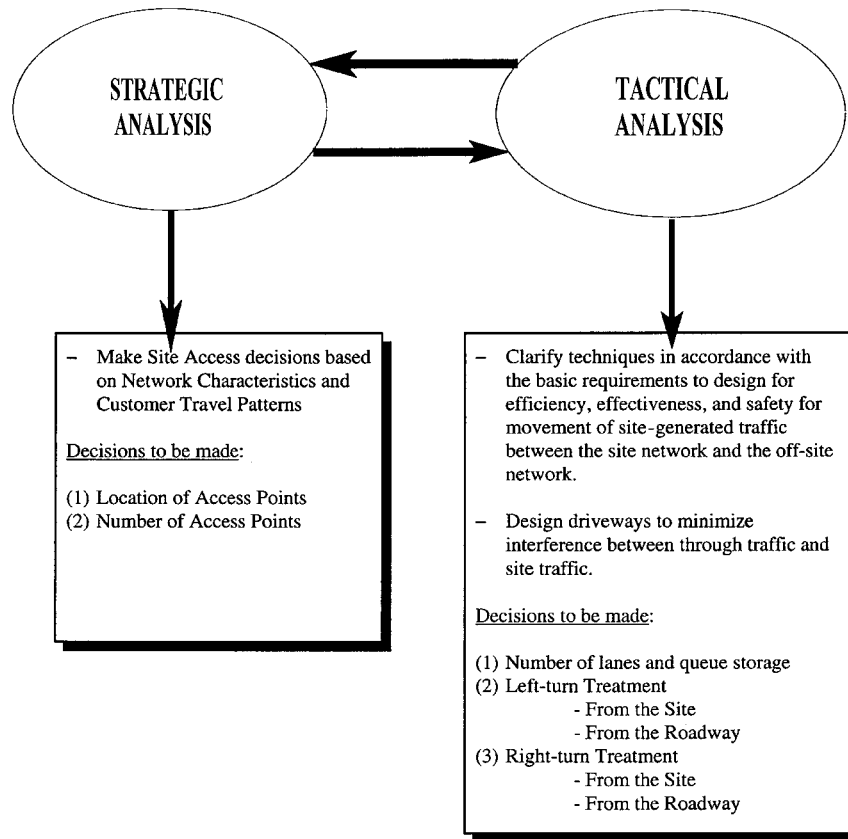 STRATEGIC
ANALYSIS
TACTICAL
ANALYSIS
– Make Site Access decisions based
on Network Characteristics and
Customer Travel Patterns
Decisions to be made:
(1) Location of Access Points
(2) Number of Access Points
– Clarify techniques in accordance with
the basic requirements to design for
efficiency, effectiveness, and safety for
movement of site-generated traffic
between the site network and the off-site
network.
– Design driveways to minimize
interference between through traffic and
site traffic.
Decisions to be made:
(1) Number of lanes and queue storage
(2) Left-turn Treatment
- From the Site
- From the Roadway
(3) Right-turn Treatment
- From the Site
- From the Roadway